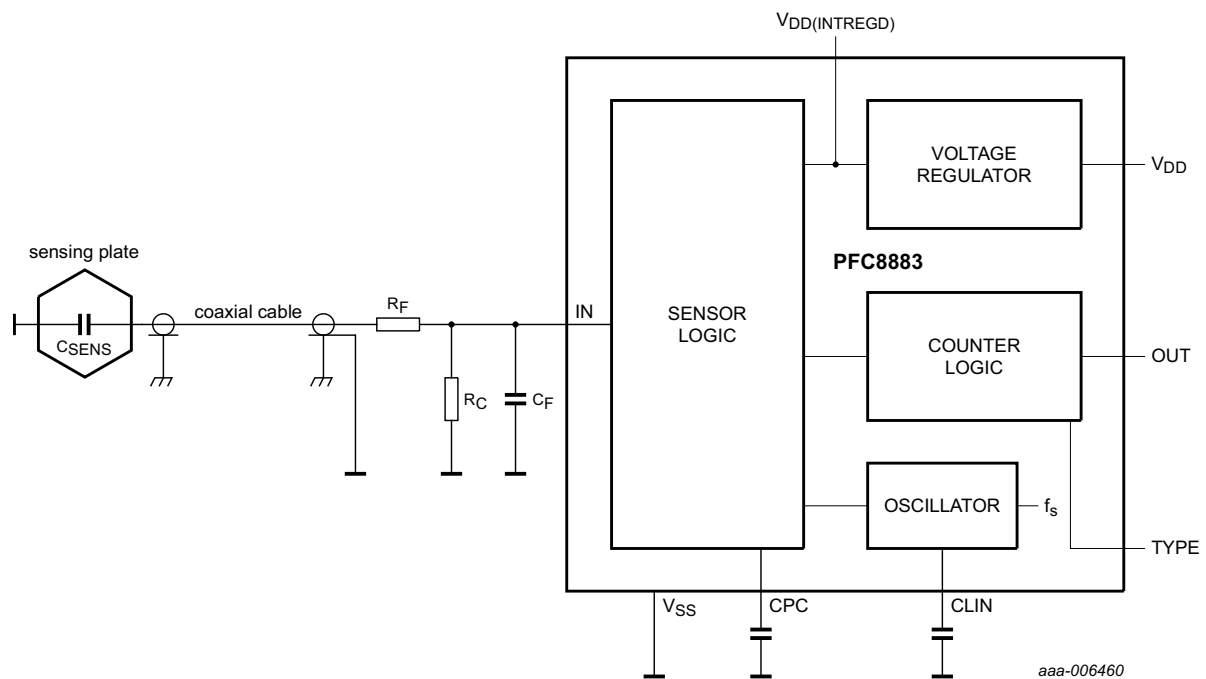 VDD(INTREGD)
VOLTAGE
REGULATOR
VDD
sensing plate
PFC8883
coaxial cable
RF
IN
SENSOR
LOGIC
CSENS
COUNTER
LOGIC
OUT
RC
CF
OSCILLATOR
fs
TYPE
VSS
CPC
CLIN
aaa-006460